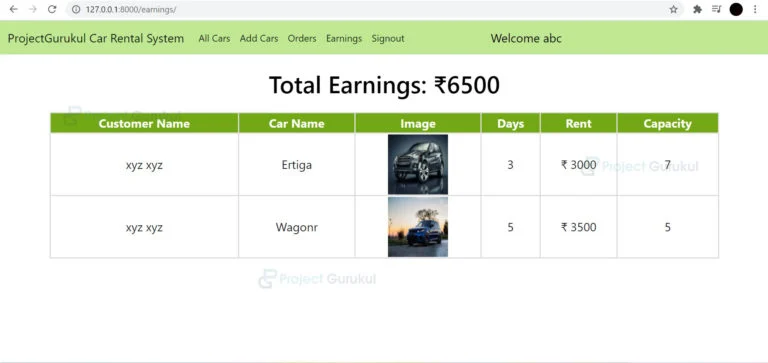 127.0.0.1:8000/earnings/
ProjectGurukul Car Rental System All Cars Add Cars Orders Earnings Signout Welcome abc
Total Earnings: ₹6500
Project Gurukul
Customer Name Car Name Image Days Rent Capacity
xyz xyz Ertiga 3 ₹ 3000 7
Project Gurukul
xyz xyz Wagonr 5 ₹ 3500 5
Project Gurukul